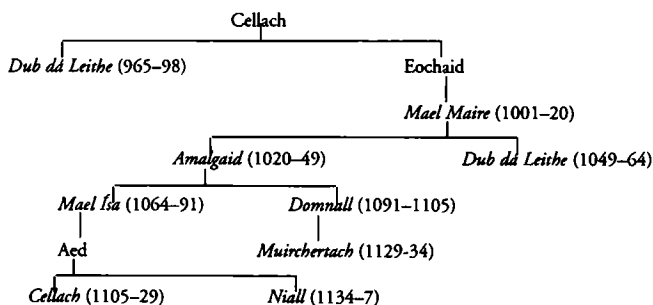 Cellach
Dub dá Leithe (965–98) Eochaid
Mael Maire (1001–20)
Amalgaid (1020–49) Dub dá Leithe (1049–64)
Mael Ísa (1064–91) Domnall (1091–1105)
Aed Muirchertach (1129-34)
Cellach (1105–29) Niall (1134–7)